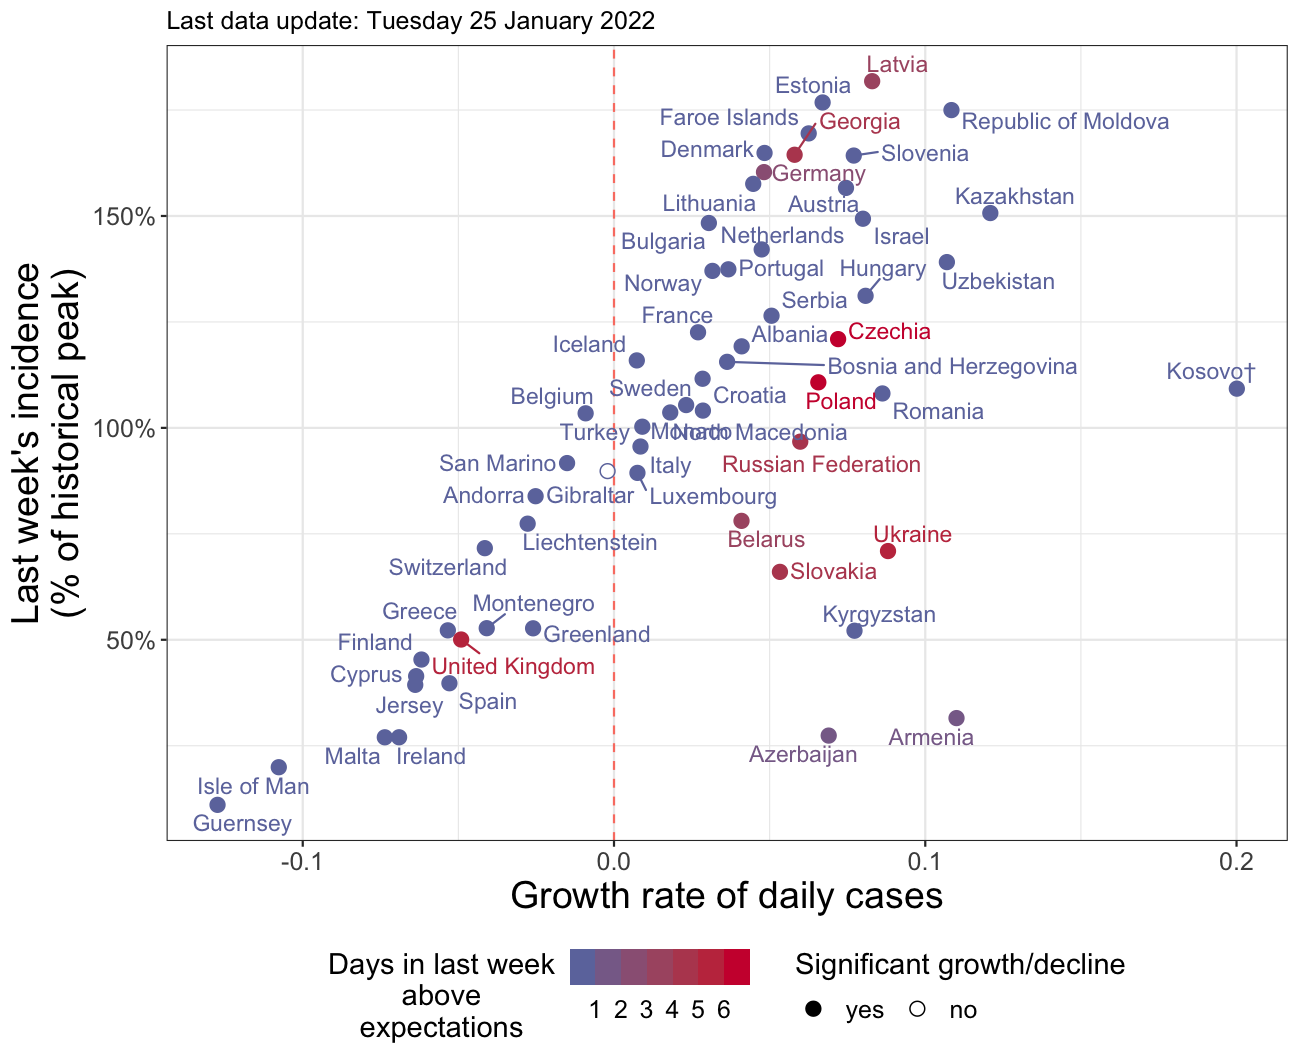 Last data update: Tuesday 25 January 2022
Last week's incidence
(% of historical peak)
150%
100%
50%
Latvia
Estonia
Republic of Moldova
Faroe Islands
Georgia
Denmark
Slovenia
Germany
Kazakhstan
Lithuania
Austria
Bulgaria
Netherlands
Israel
Norway
Portugal
Hungary
Uzbekistan
Serbia
France
Albania
Czechia
Iceland
Bosnia and Herzegovina
Kosovo†
Sweden
Croatia
Belgium
Poland
Romania
Turkey
Monaco
North Macedonia
San Marino
Italy
Russian Federation
Andorra
Gibraltar
Luxembourg
Liechtenstein
Belarus
Ukraine
Switzerland
Slovakia
Greece
Montenegro
Kyrgyzstan
Finland
Greenland
United Kingdom
Cyprus
Jersey
Spain
Malta
Ireland
Armenia
Azerbaijan
Isle of Man
Guernsey
-0.1 0.0 0.1 0.2
Growth rate of daily cases
Days in last week
above
expectations
1 2 3 4 5 6
Significant growth/decline
yes no